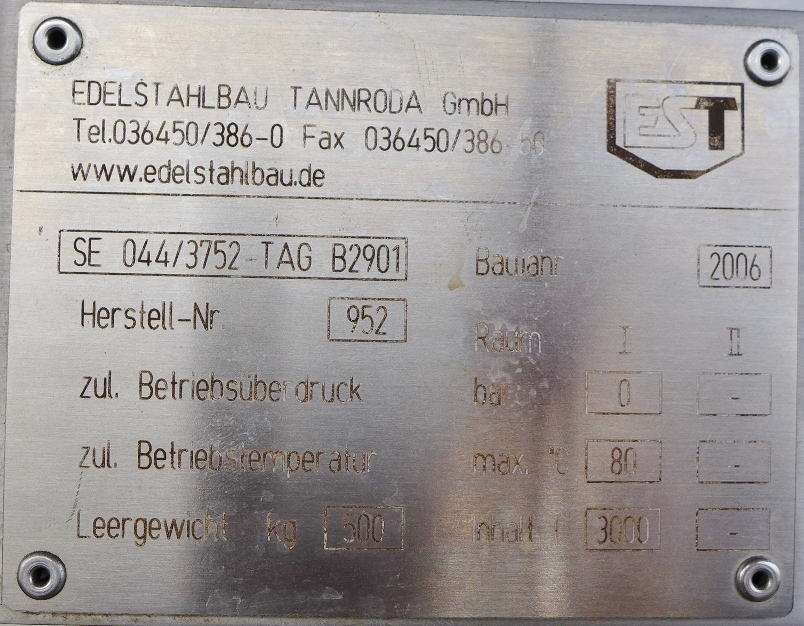 EDELSTAHLBAU TANNRODA GmbH
Tel.036450/386-0 Fax 036450/386-50
www.edelstahlbau.de
EST
SE 044/3752-TAG B2901 Baujahr 2006
Herstell-Nr 952
Raum I II
zul. Betriebsüberdruck bar 0 -
zul. Betriebstemperatur max. °C 80 -
Leergewicht kg 500 Inhalt l 3000 -